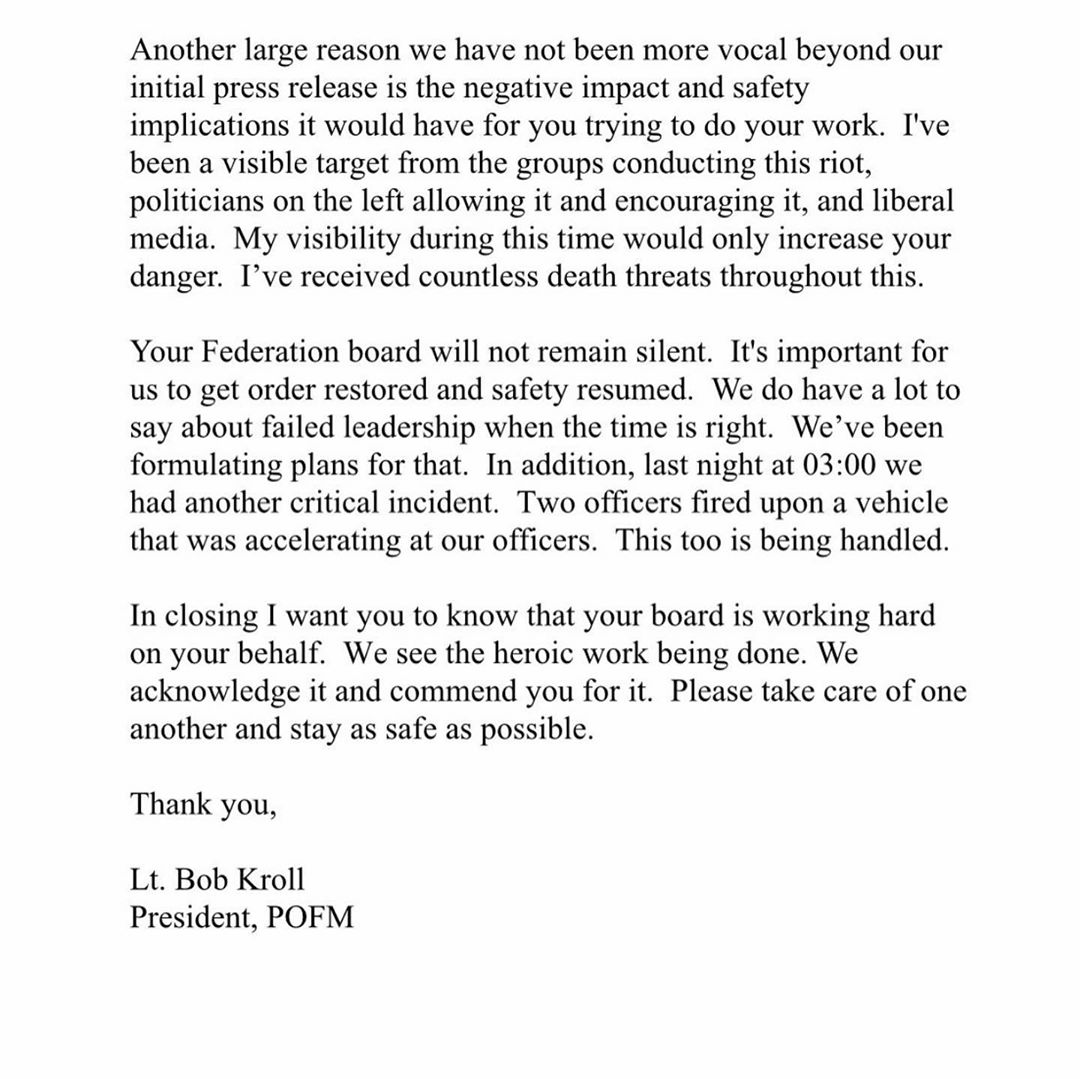 Another large reason we have not been more vocal beyond our
initial press release is the negative impact and safety
implications it would have for you trying to do your work.  I've
been a visible target from the groups conducting this riot,
politicians on the left allowing it and encouraging it, and liberal
media.  My visibility during this time would only increase your
danger.  I’ve received countless death threats throughout this.

Your Federation board will not remain silent.  It's important for
us to get order restored and safety resumed.  We do have a lot to
say about failed leadership when the time is right.  We’ve been
formulating plans for that.  In addition, last night at 03:00 we
had another critical incident.  Two officers fired upon a vehicle
that was accelerating at our officers.  This too is being handled.

In closing I want you to know that your board is working hard
on your behalf.  We see the heroic work being done. We
acknowledge it and commend you for it.  Please take care of one
another and stay as safe as possible.

Thank you,

Lt. Bob Kroll
President, POFM